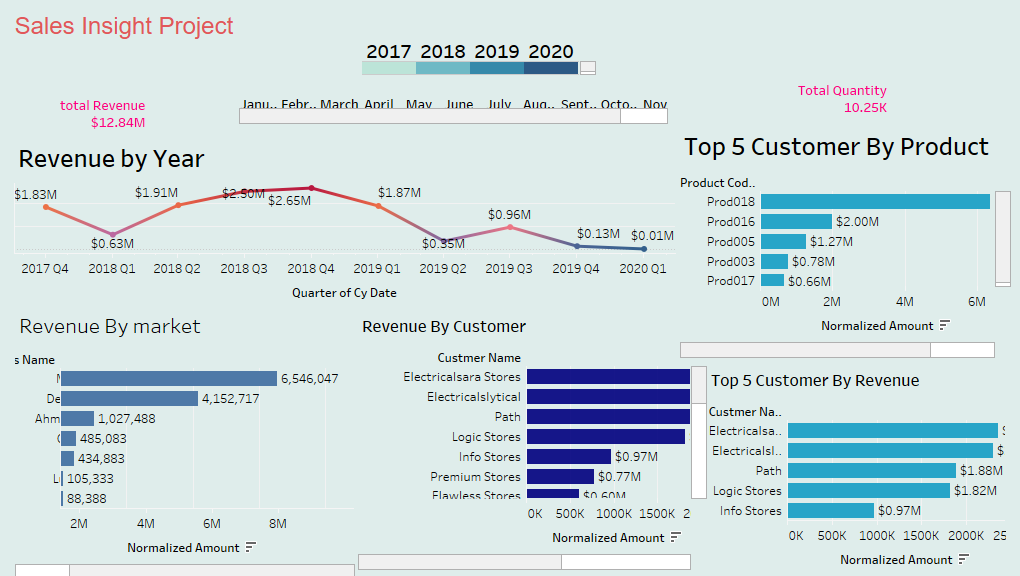 Sales Insight Project
2017 2018 2019 2020
total Revenue
$12.84M
Janu.. Febr.. March April May June July Aug.. Sept.. Octo.. Nov
Total Quantity
10.25K
Revenue by Year
$1.83M
$0.63M
$1.91M
$2.50M
$2.65M
$1.87M
$0.35M
$0.96M
$0.13M
$0.01M
2017 Q4 2018 Q1 2018 Q2 2018 Q3 2018 Q4 2019 Q1 2019 Q2 2019 Q3 2019 Q4 2020 Q1
Quarter of Cy Date
Top 5 Customer By Product
Product Cod..
Prod018
Prod016 $2.00M
Prod005 $1.27M
Prod003 $0.78M
Prod017 $0.66M
0M 2M 4M 6M
Normalized Amount
Revenue By market
s Name
6,546,047
De 4,152,717
Ahm 1,027,488
485,083
434,883
105,333
88,388
2M 4M 6M 8M
Normalized Amount
Revenue By Customer
Custmer Name
Electricalsara Stores
Electricalslytical
Path
Logic Stores
Info Stores $0.97M
Premium Stores $0.77M
Flawless Stores $0.60M
0K 500K 1000K 1500K 2
Normalized Amount
Top 5 Customer By Revenue
Custmer Na..
Electricalsa..
Electricalsl.. $
Path $1.88M
Logic Stores $1.82M
Info Stores $0.97M
0K 500K 1000K 1500K 2000K 25
Normalized Amount